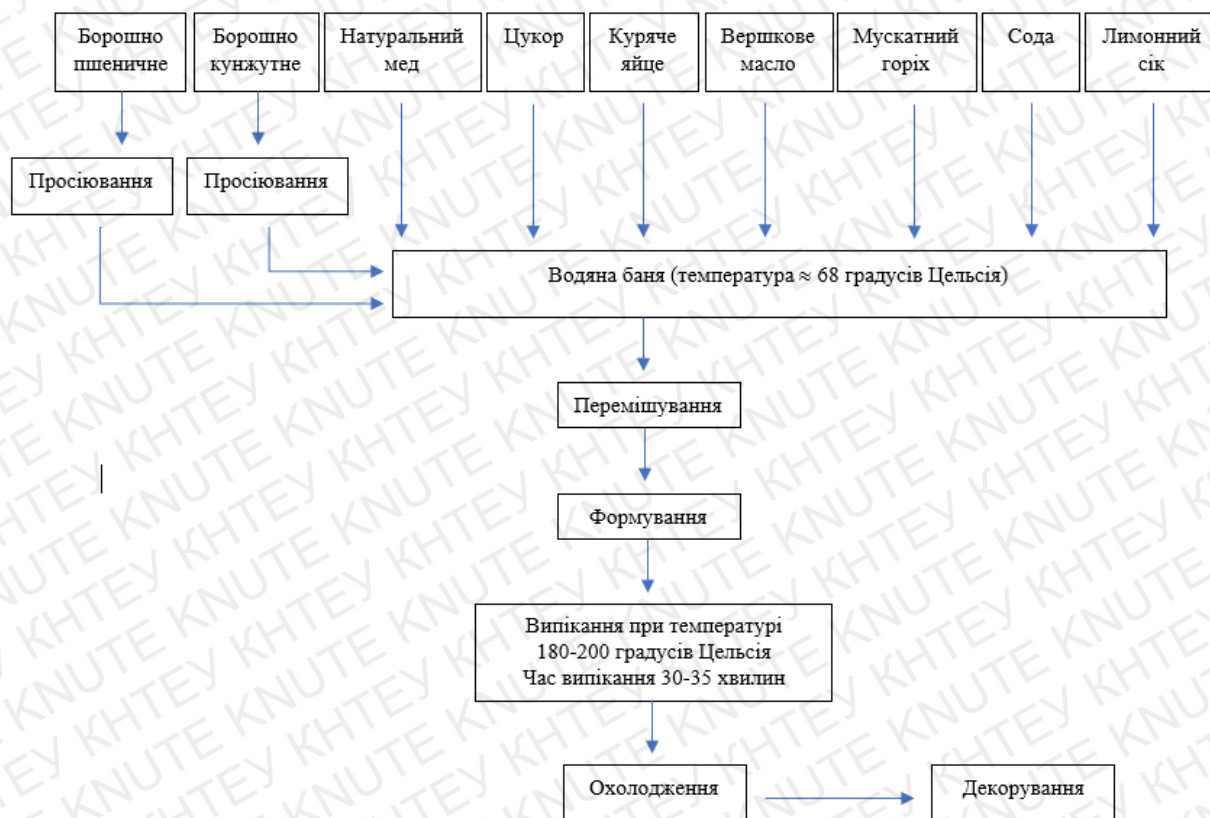 Борошно
пшеничне
Борошно
кунжутне
Натуральний
мед
Цукор
Куряче
яйце
Вершкове
масло
Мускатний
горіх
Сода
Лимонний
сік
Просіювання
Просіювання
Водяна баня (температура ≈ 68 градусів Цельсія)
Перемішування
Формування
Випікання при температурі
180-200 градусів Цельсія
Час випікання 30-35 хвилин
Охолодження
Декорування